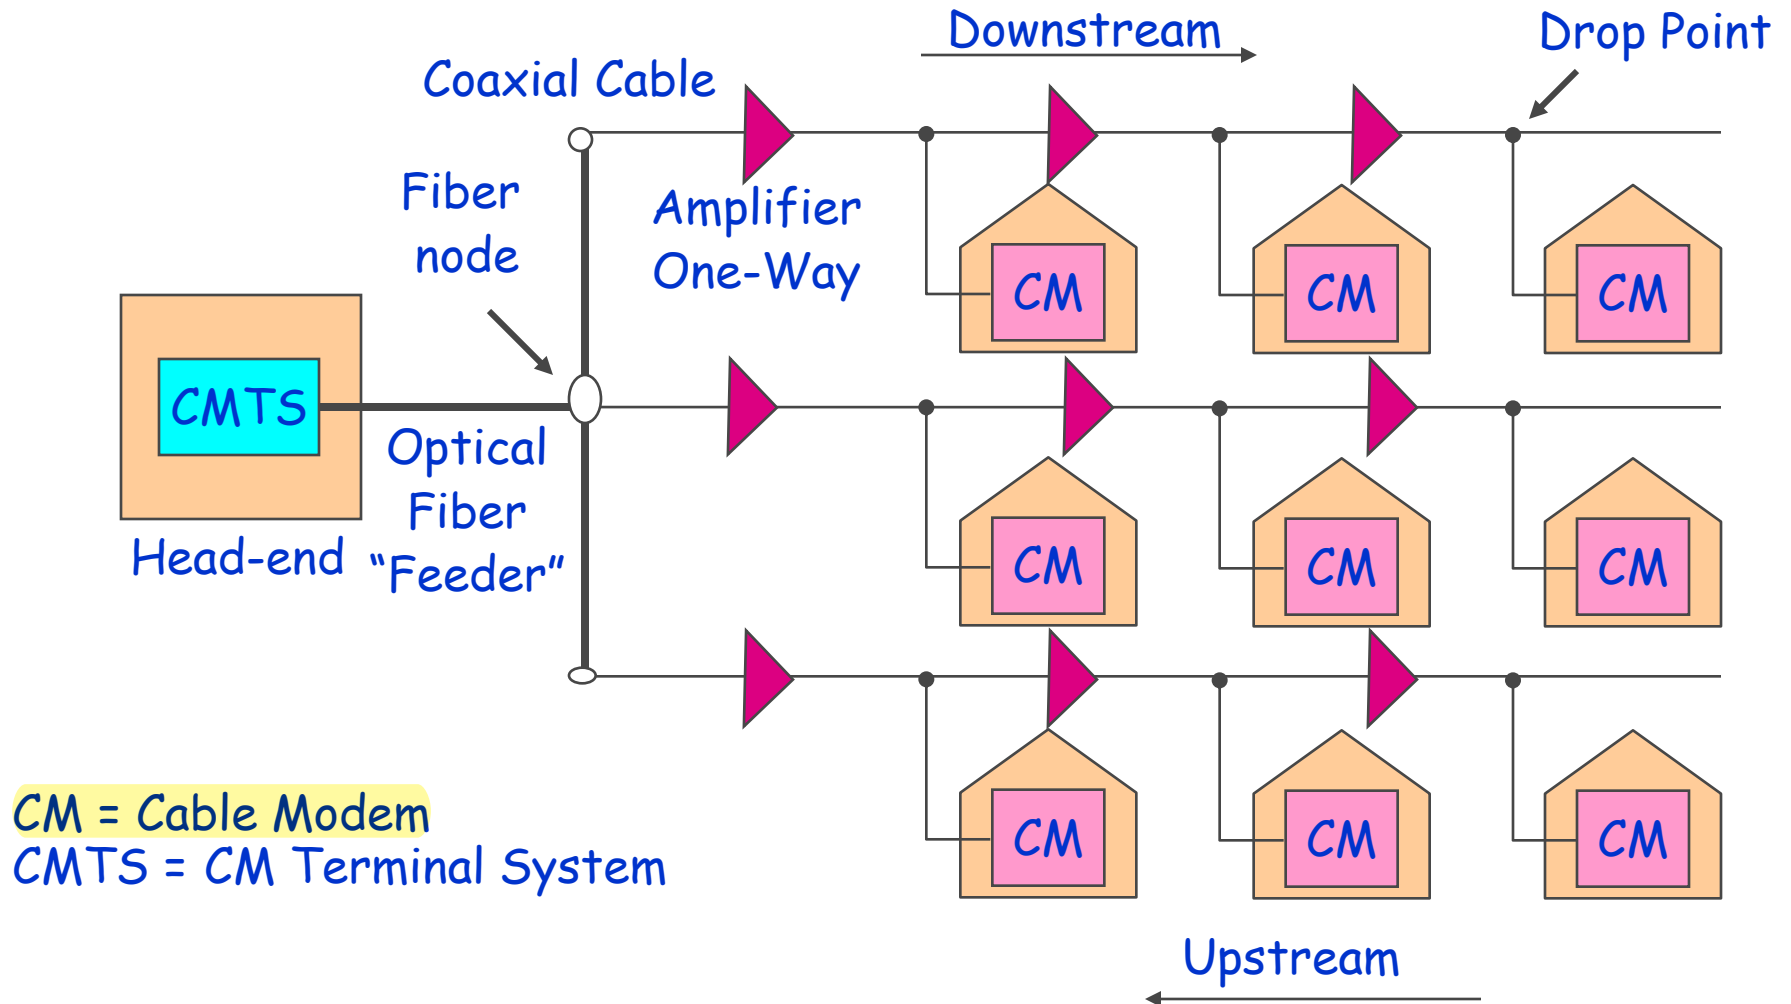 Downstream
Drop Point
Coaxial Cable
Fiber
node
Amplifier
One-Way
CM
CM
CM
CMTS
Optical
Fiber
“Feeder”
Head-end
CM
CM
CM
CM
CM
CM
CM = Cable Modem
CMTS = CM Terminal System
Upstream